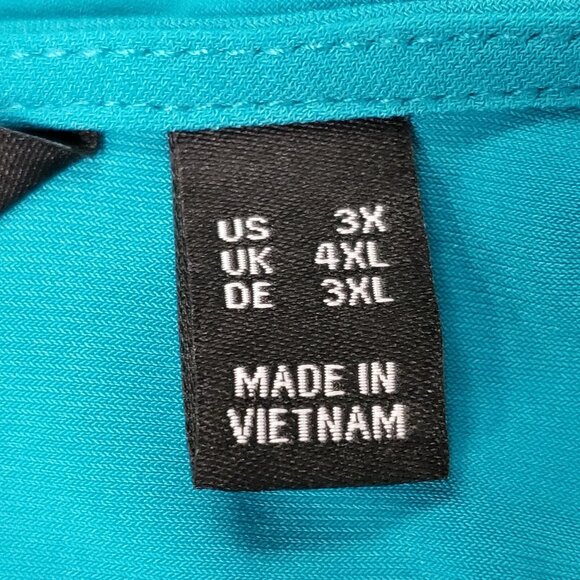 US 3X
UK 4XL
DE 3XL
MADE IN
VIETNAM